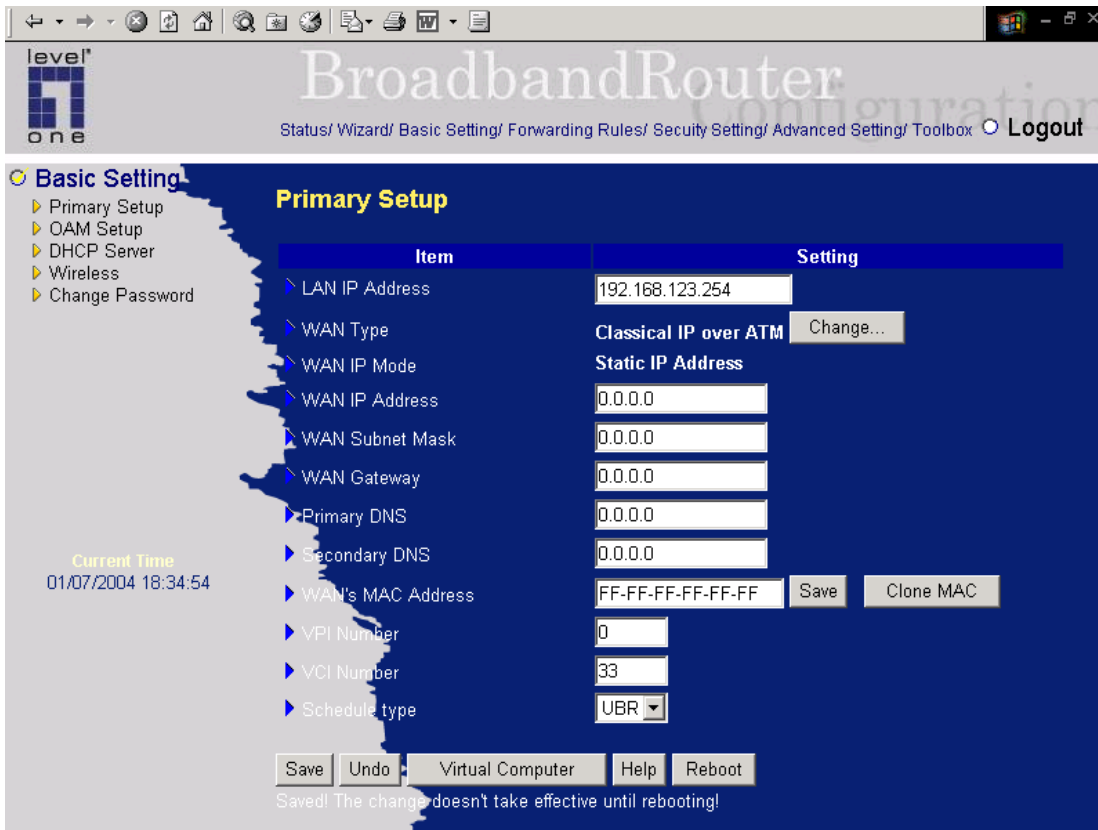 level"
one
BroadbandRouter
Configuration
Status/ Wizard/ Basic Setting/ Forwarding Rules/ Secuity Setting/ Advanced Setting/ Toolbox Logout
Basic Setting
Primary Setup
OAM Setup
DHCP Server
Wireless
Change Password
Current Time
01/07/2004 18:34:54
Primary Setup
Item Setting
LAN IP Address 192.168.123.254
WAN Type Classical IP over ATM Change...
WAN IP Mode Static IP Address
WAN IP Address 0.0.0.0
WAN Subnet Mask 0.0.0.0
WAN Gateway 0.0.0.0
Primary DNS 0.0.0.0
Secondary DNS 0.0.0.0
WAN's MAC Address FF-FF-FF-FF-FF-FF Save Clone MAC
VPI Number 0
VCI Number 33
Schedule type UBR
Save Undo Virtual Computer Help Reboot
Saved! The change doesn't take effective until rebooting!